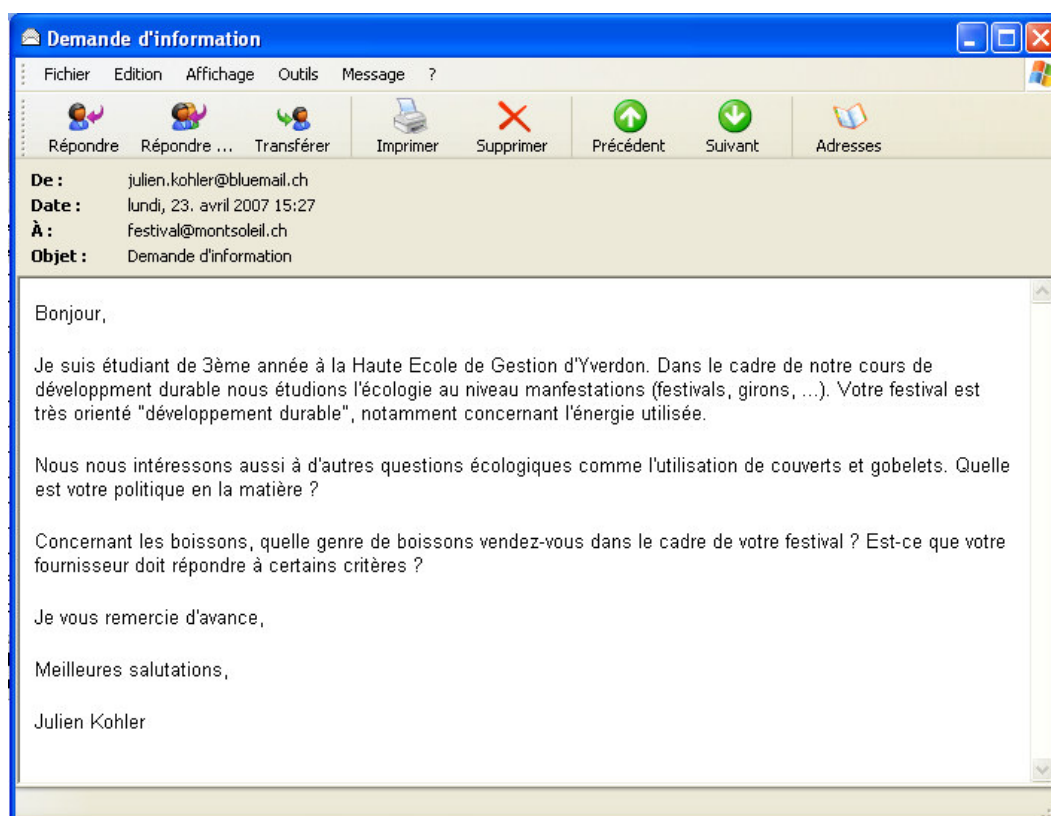 Demande d'information
Fichier Edition Affichage Outils Message ?
Répondre Répondre ... Transférer Imprimer Supprimer Précédent Suivant Adresses
De : julien.kohler@bluemail.ch
Date : lundi, 23. avril 2007 15:27
À : festival@montsoleil.ch
Objet : Demande d'information
Bonjour,
Je suis étudiant de 3ème année à la Haute Ecole de Gestion d'Yverdon. Dans le cadre de notre cours de
développment durable nous étudions l'écologie au niveau manfestations (festivals, girons, ...). Votre festival est
très orienté "développement durable", notamment concernant l'énergie utilisée.
Nous nous intéressons aussi à d'autres questions écologiques comme l'utilisation de couverts et gobelets. Quelle
est votre politique en la matière ?
Concernant les boissons, quelle genre de boissons vendez-vous dans le cadre de votre festival ? Est-ce que votre
fournisseur doit répondre à certains critères ?
Je vous remercie d'avance,
Meilleures salutations,
Julien Kohler